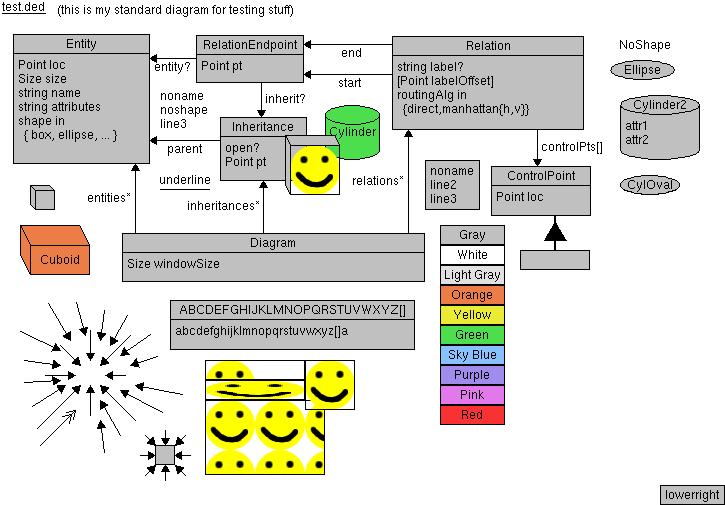 test.ded (this is my standard diagram for testing stuff)
Entity
Point loc
Size size
string name
string attributes
shape in
{ box, ellipse, ... }
entity?
RelationEndpoint
Point pt
end
start
inherit?
Relation
string label?
[Point labelOffset]
routingAlg in
{direct,manhattan{h,v}}
NoShape
Ellipse
Cylinder2
attr1
attr2
CylOval
noname
noshape
line3
parent
underline
Inheritance
open?
Point pt
Cylinder
controlPts[]
ControlPoint
Point loc
noname
line2
line3
entities*
inheritances*
relations*
Cuboid
Diagram
Size windowSize
Gray
White
Light Gray
Orange
Yellow
Green
Sky Blue
Purple
Pink
Red
ABCDEFGHIJKLMNOPQRSTUVWXYZ[]
abcdefghijklmnopqrstuvwxyz[]a
lowerright